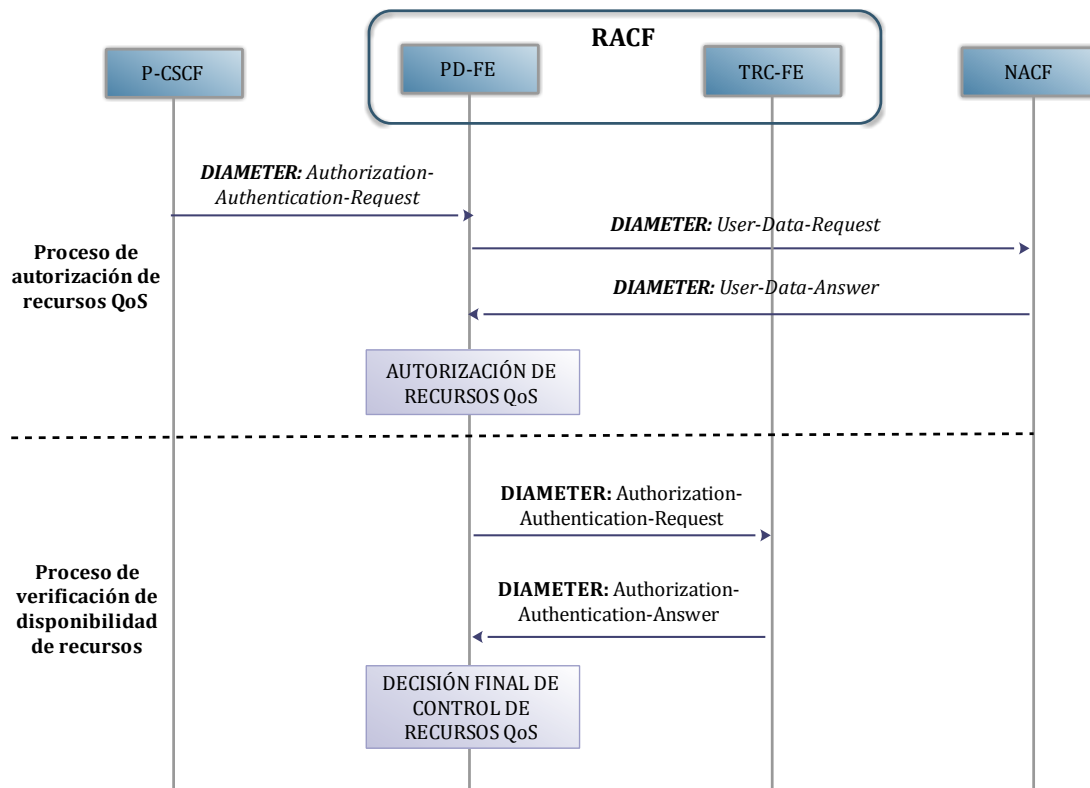 RACF
P-CSCF
PD-FE
TRC-FE
NACF
DIAMETER: Authorization-
Authentication-Request
DIAMETER: User-Data-Request
Proceso de
autorización de
recursos QoS
DIAMETER: User-Data-Answer
AUTORIZACIÓN DE
RECURSOS QoS
DIAMETER: Authorization-
Authentication-Request
Proceso de
verificación de
disponibilidad
de recursos
DIAMETER: Authorization-
Authentication-Answer
DECISIÓN FINAL DE
CONTROL DE
RECURSOS QoS